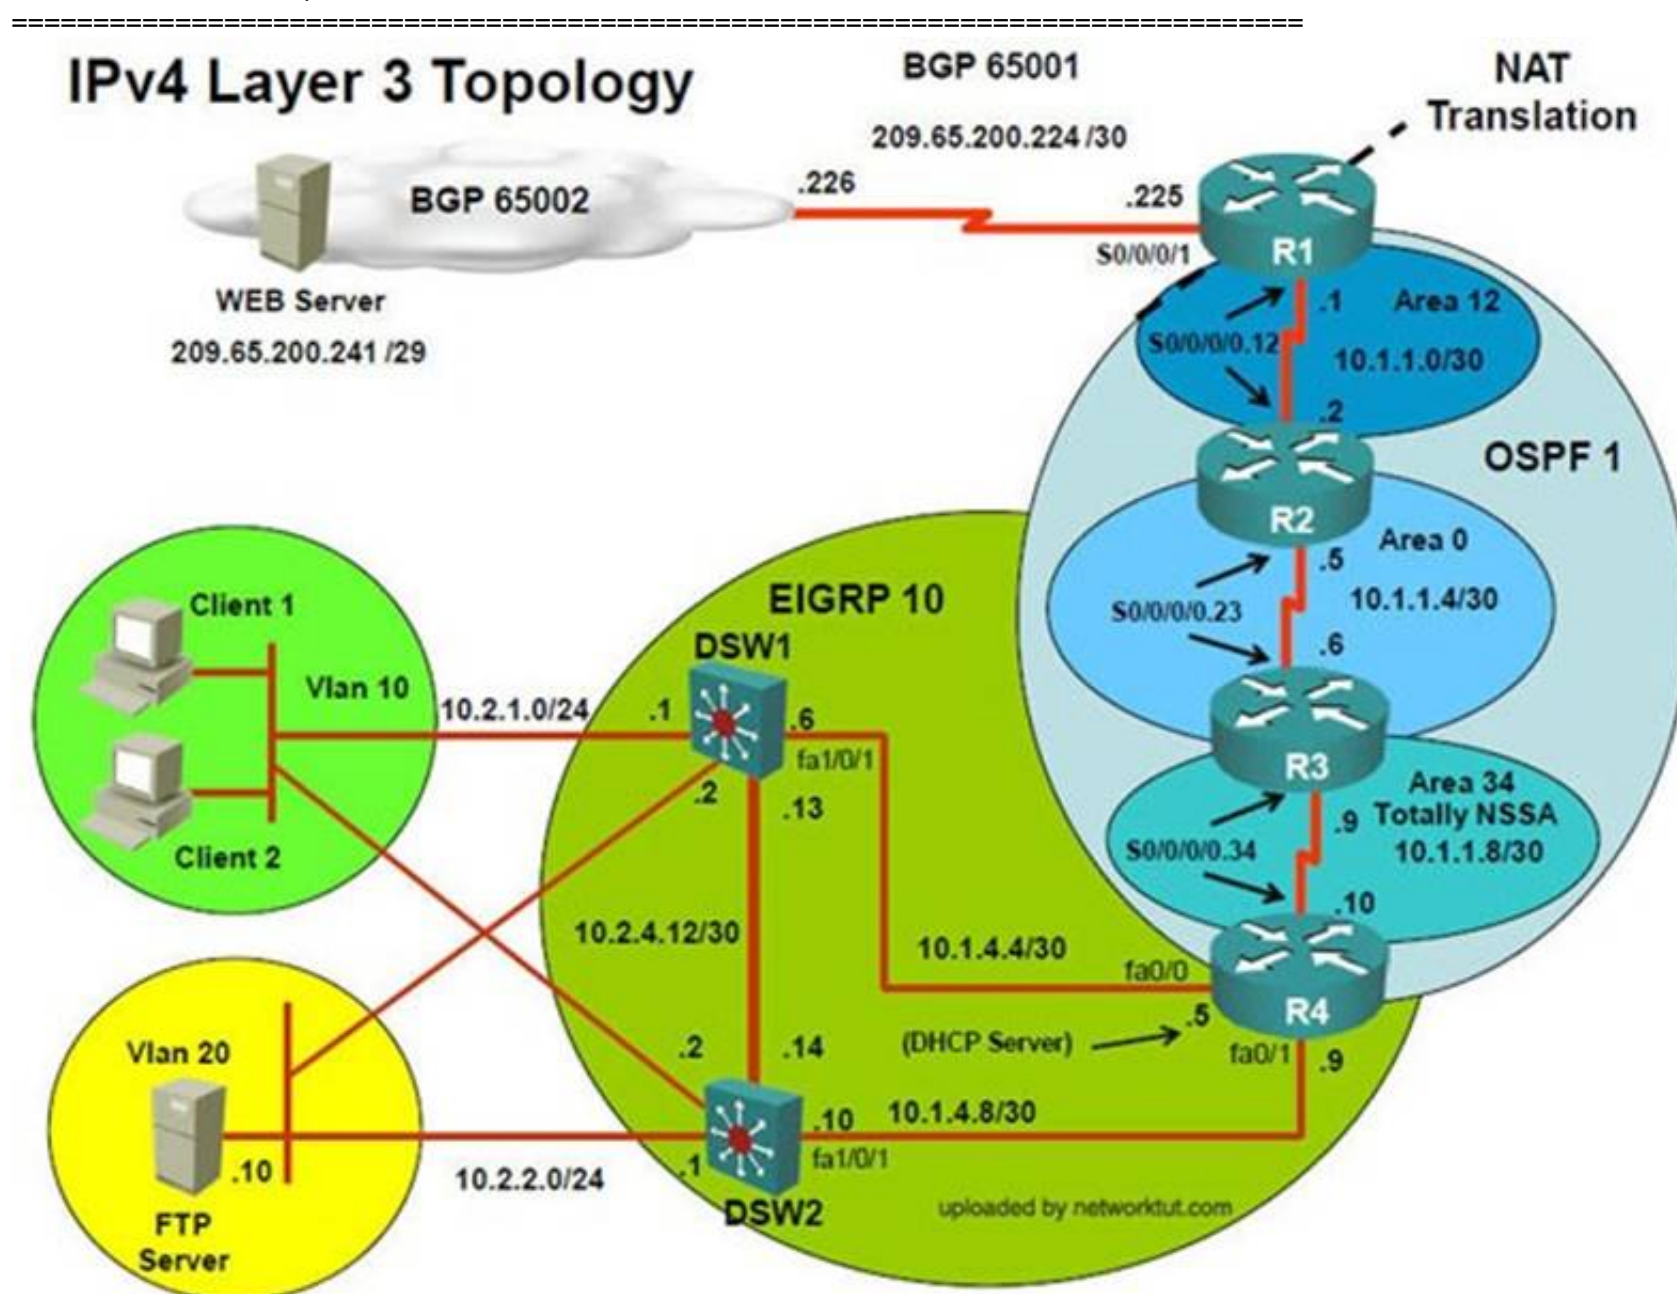 ================================================================================
IPv4 Layer 3 Topology
BGP 65001
NAT
Translation
209.65.200.224 /30
BGP 65002
.226
.225
S0/0/0/1
R1
WEB Server
209.65.200.241 /29
.1
Area 12
S0/0/0/0.12
10.1.1.0/30
.2
OSPF 1
R2
.5
Area 0
S0/0/0/0.23
10.1.1.4/30
.6
R3
Area 34
Totally NSSA
10.1.1.8/30
.9
S0/0/0/0.34
.10
R4
EIGRP 10
DSW1
Client 1
Vlan 10
10.2.1.0/24
.1
.6
fa1/0/1
.2
.13
Client 2
10.2.4.12/30
10.1.4.4/30
fa0/0
.5
(DHCP Server)
fa0/1
.9
Vlan 20
.2
.14
.10
10.1.4.8/30
fa1/0/1
.10
10.2.2.0/24
.1
DSW2
FTP
Server
uploaded by networktut.com